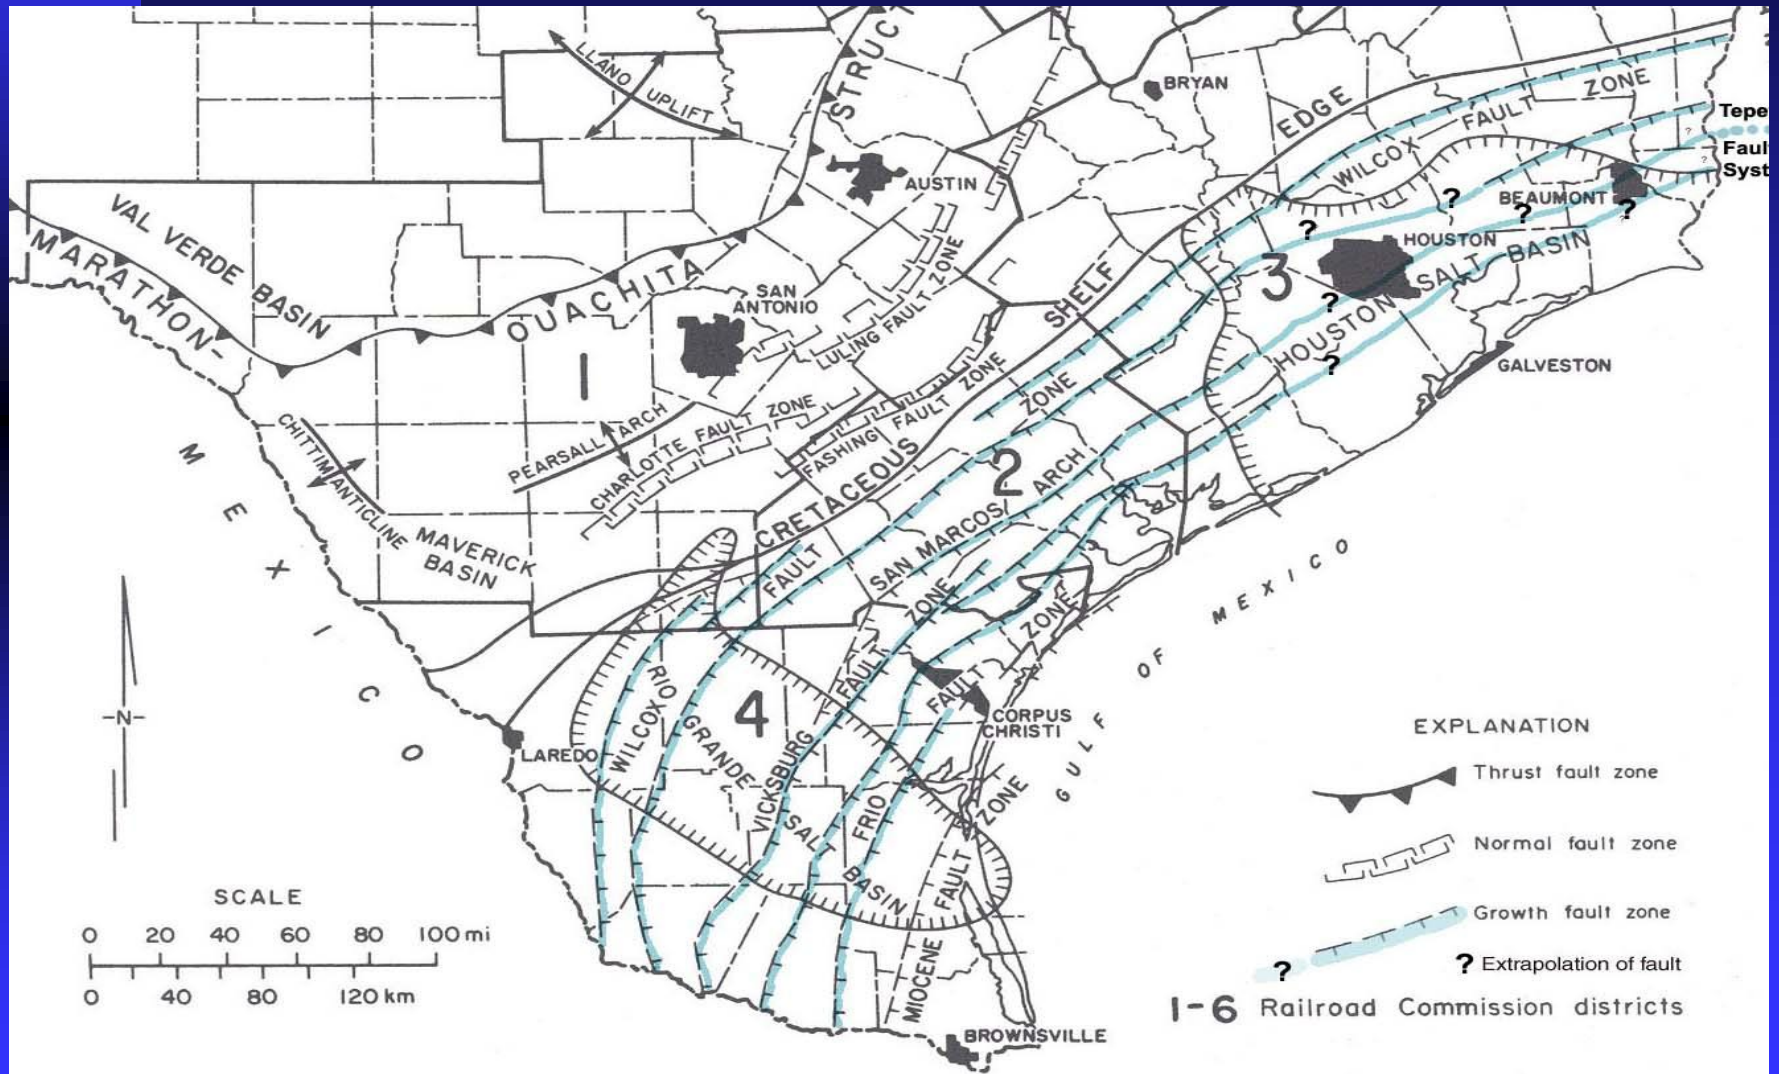 LLANO
UPLIFT
STRUCT
BRYAN
EDGE
WILCOX FAULT ZONE
Tepe
Faul
Syst
AUSTIN
VAL VERDE BASIN
MARATHON-
OUACHITA
BEAUMONT
HOUSTON
3
HOUSTON SALT BASIN
GALVESTON
SAN
ANTONIO
LULING FAULT ZONE
SHELF
1
PEARSALL ARCH
CHARLOTTE FAULT ZONE
FASHING FAULT ZONE
CRETACEOUS
FAULT ZONE
2
SAN MARCOS ARCH
CHITTIM ANTICLINE
MAVERICK
BASIN
MEXICO
GULF OF MEXICO
WILCOX
RIO GRANDE SALT BASIN
4
VICKSBURG FAULT ZONE
FRIO FAULT ZONE
CORPUS
CHRISTI
LAREDO
MIOCENE FAULT ZONE
BROWNSVILLE
-N-
SCALE
0 20 40 60 80 100 mi
0 40 80 120 km
EXPLANATION
Thrust fault zone
Normal fault zone
Growth fault zone
? ? Extrapolation of fault
1-6 Railroad Commission districts
?
?
?
?
?
?